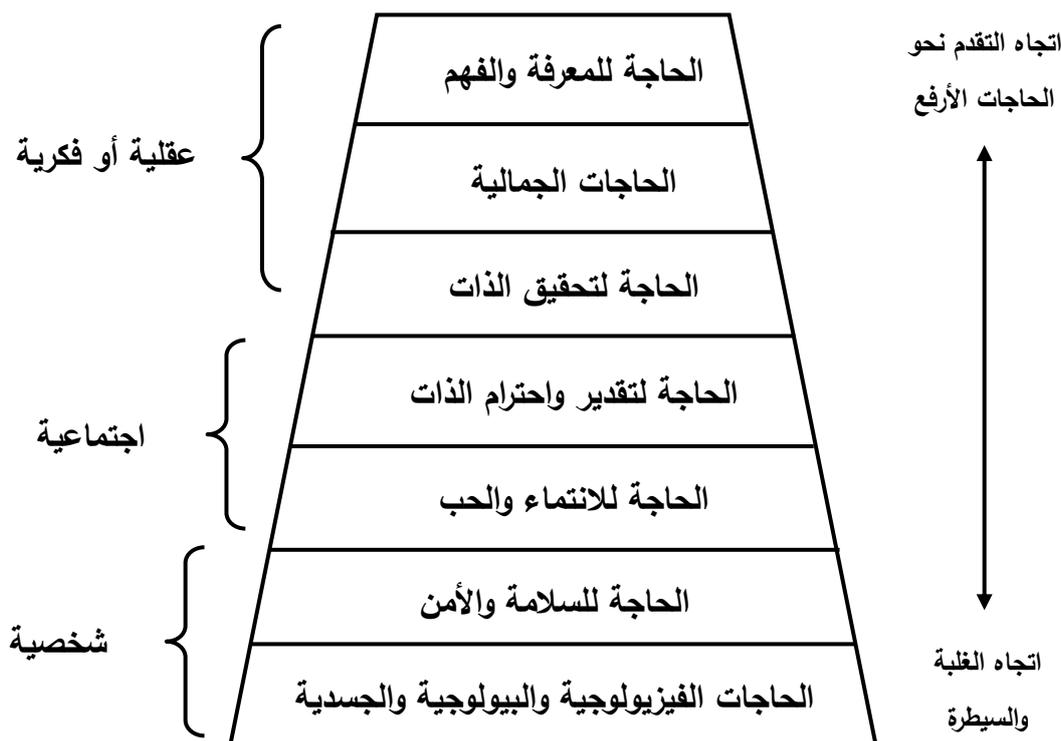 اتجاه التقدم نحو
الحاجات الأرفع
الحاجة للمعرفة والفهم
عقلية أو فكرية
الحاجات الجمالية
الحاجة لتحقيق الذات
الحاجة لتقدير واحترام الذات
اجتماعية
الحاجة للانتماء والحب
الحاجة للسلامة والأمن
شخصية
الحاجات الفيزيولوجية والبيولوجية والجسدية
اتجاه الغلبة
والسيطرة